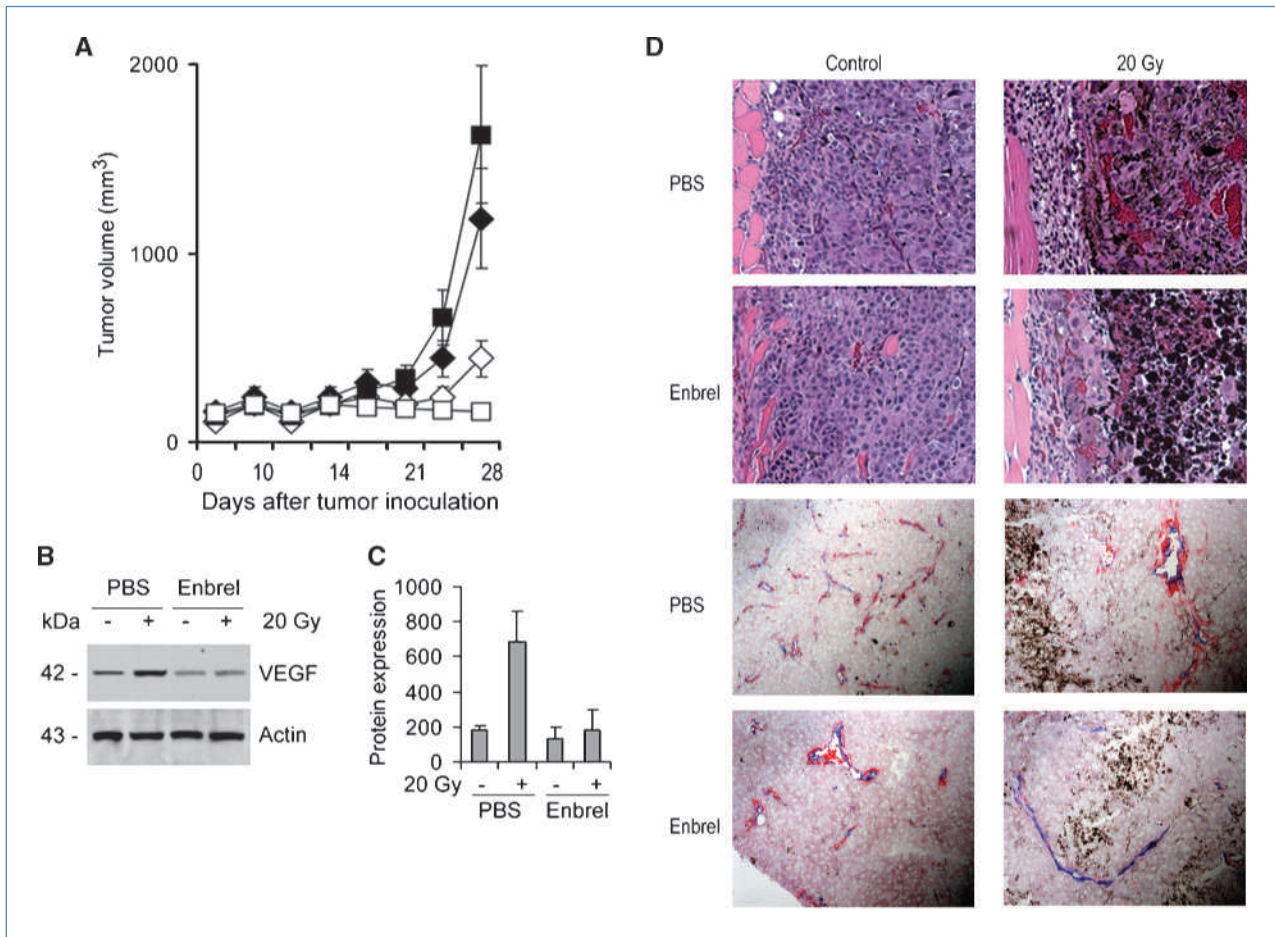 A
2000
1000
0
Tumor volume (mm³)
0 10 14 21 28
Days after tumor inoculation
B
PBS Enbrel
kDa - + - + 20 Gy
42 - VEGF
43 - Actin
C
1000
800
600
400
200
0
Protein expression
20 Gy - + - +
PBS Enbrel
D
Control 20 Gy
PBS
Enbrel
PBS
Enbrel